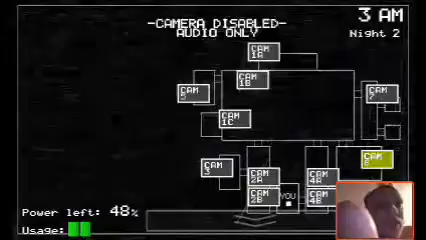 -CAMERA DISABLED-
AUDIO ONLY
3 AM
Night 2
CAM
1A
CAM
1B
CAM
5
CAM
7
CAM
1C
CAM
3
CAM
6
CAM
2A
CAM
4A
CAM
2B
YOU
CAM
4B
Power left: 48%
Usage: